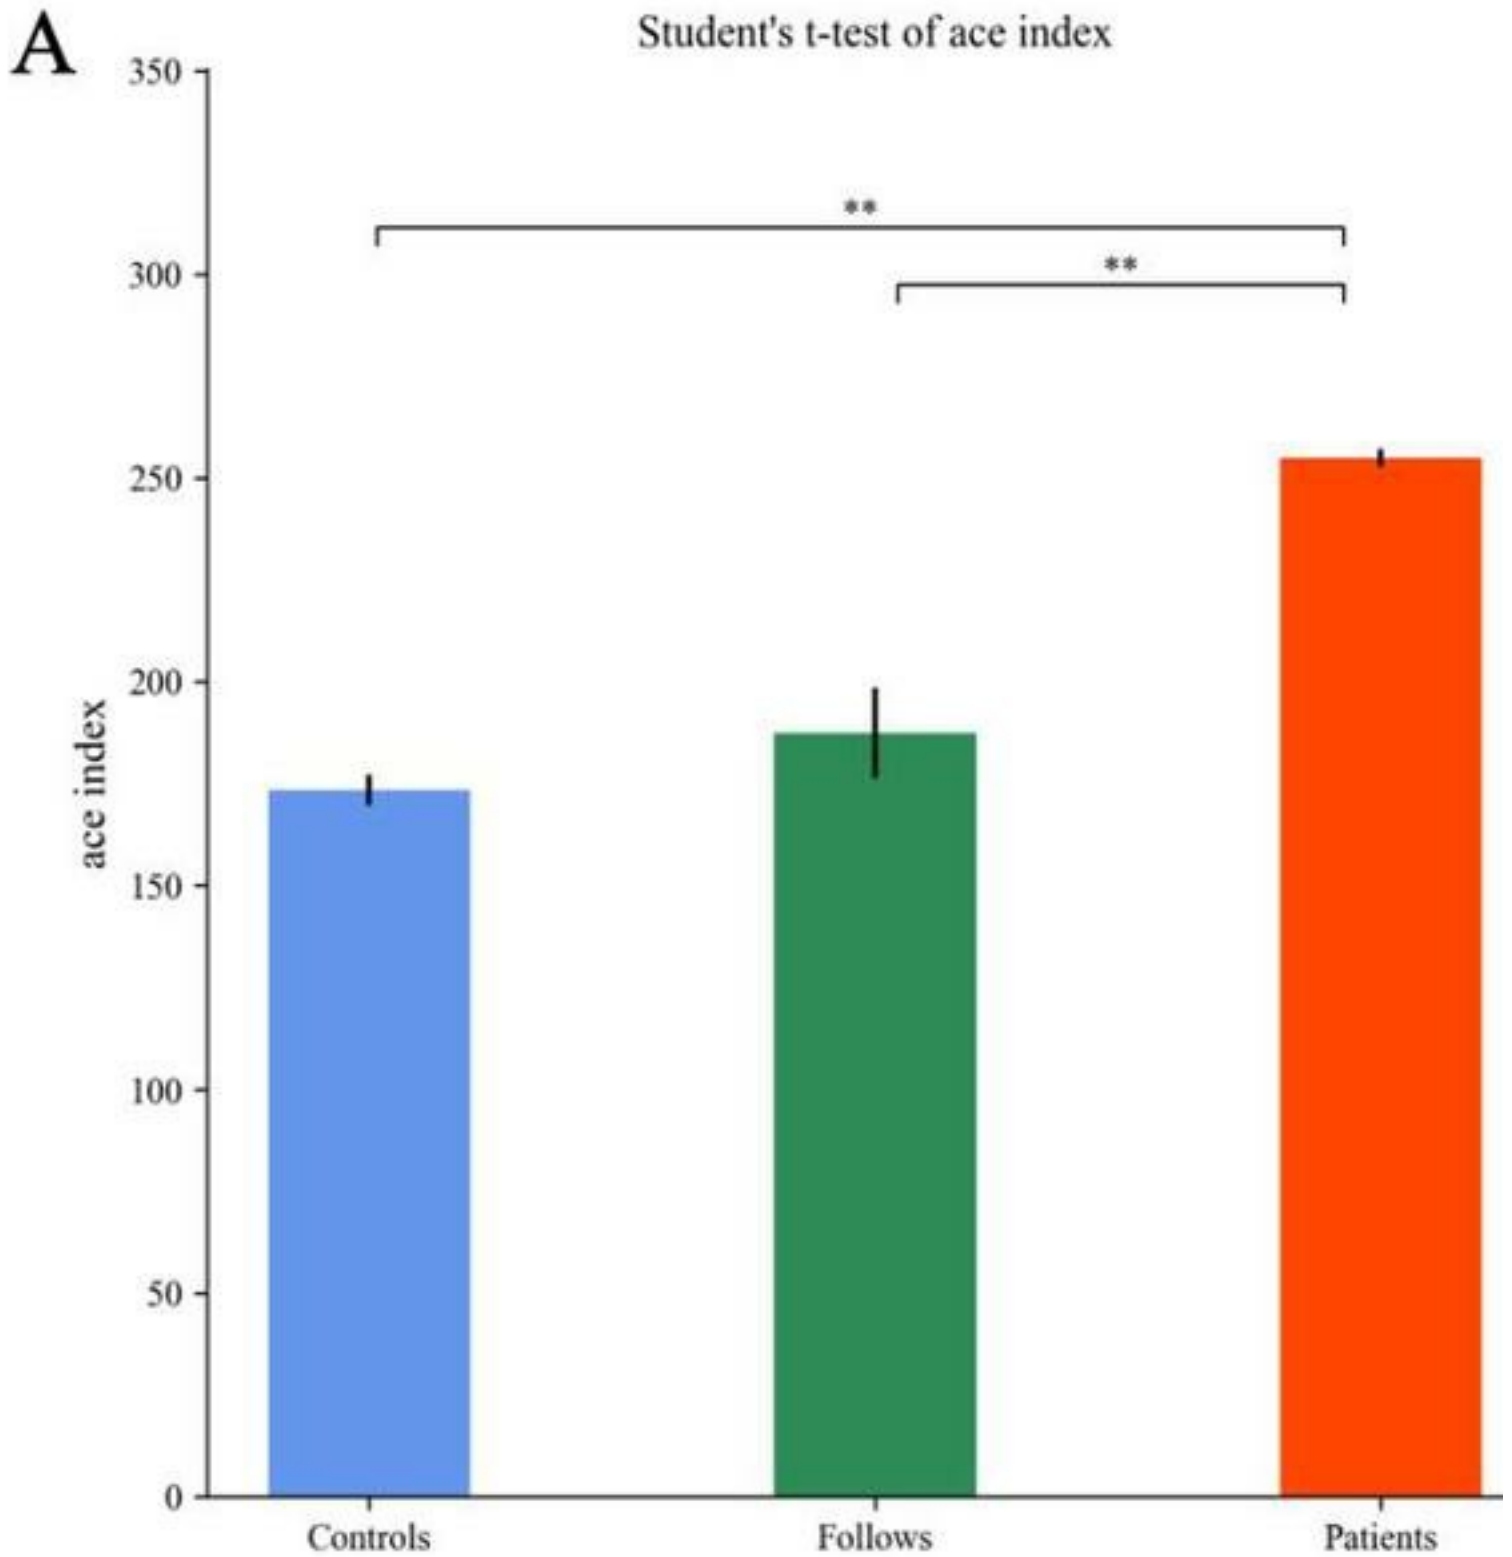 A
Student's t-test of ace index
350
**
300
**
250
200
ace index
150
100
50
0
Controls Follows Patients